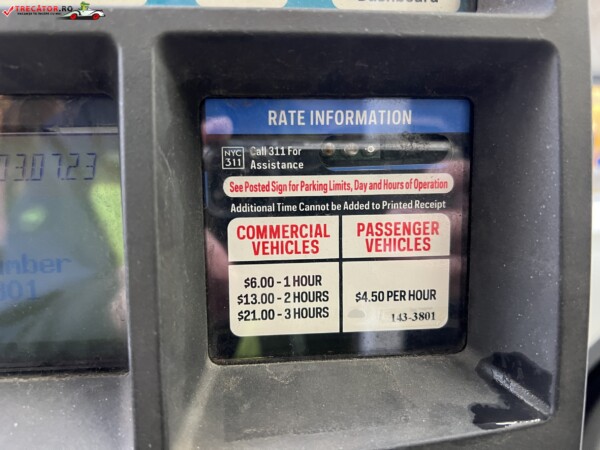 TRECĂTOR.RO
Dashboard
RATE INFORMATION
NYC
311
Call 311 For
Assistance
See Posted Sign for Parking Limits, Day and Hours of Operation
Additional Time Cannot be Added to Printed Receipt
COMMERCIAL
VEHICLES
$6.00 - 1 HOUR
$13.00 - 2 HOURS
$21.00 - 3 HOURS
PASSENGER
VEHICLES
$4.50 PER HOUR
143-3801